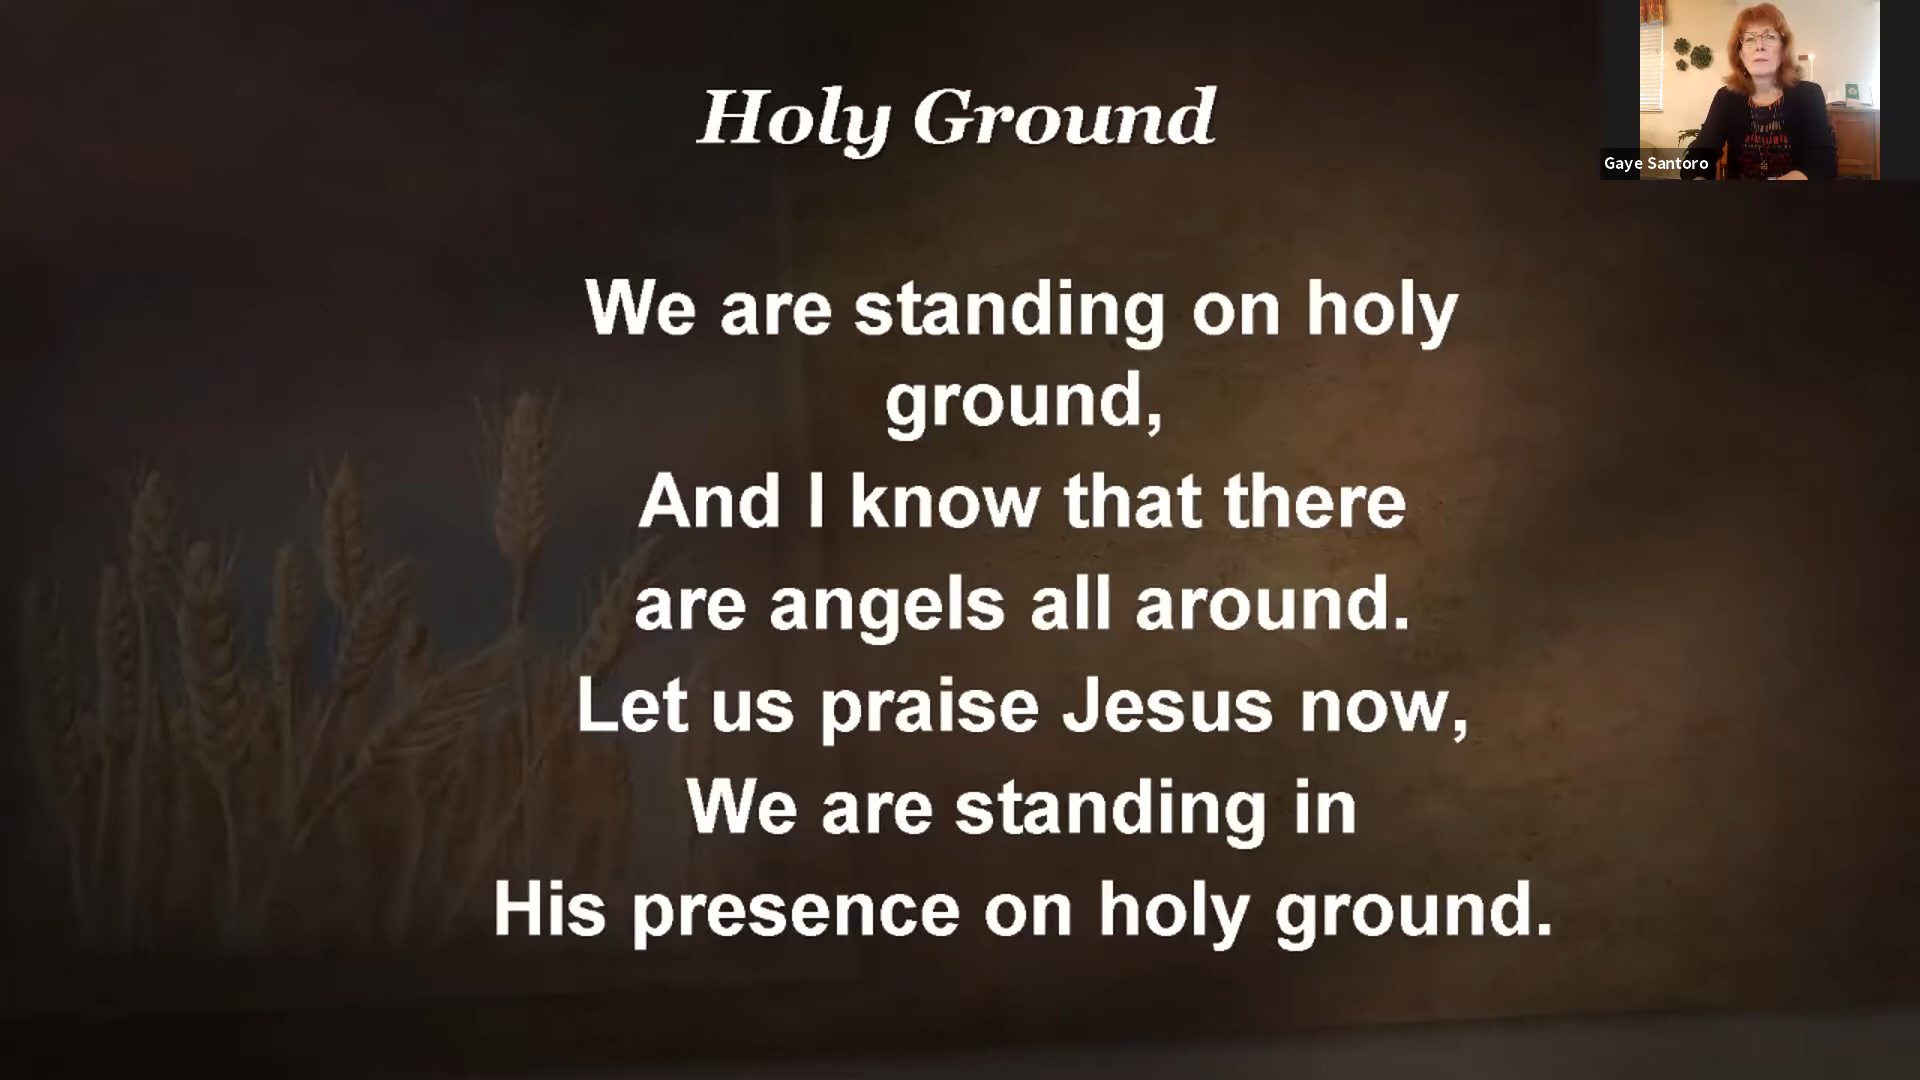 Holy Ground
Gaye Santoro
We are standing on holy
ground,
And I know that there
are angels all around.
Let us praise Jesus now,
We are standing in
His presence on holy ground.